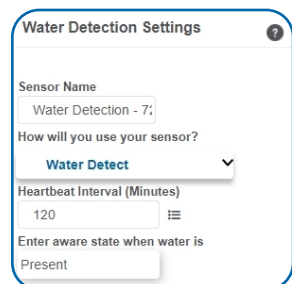 Water Detection Settings
?
Sensor Name
Water Detection - 72
How will you use your sensor?
Water Detect
Heartbeat Interval (Minutes)
120
Enter aware state when water is
Present